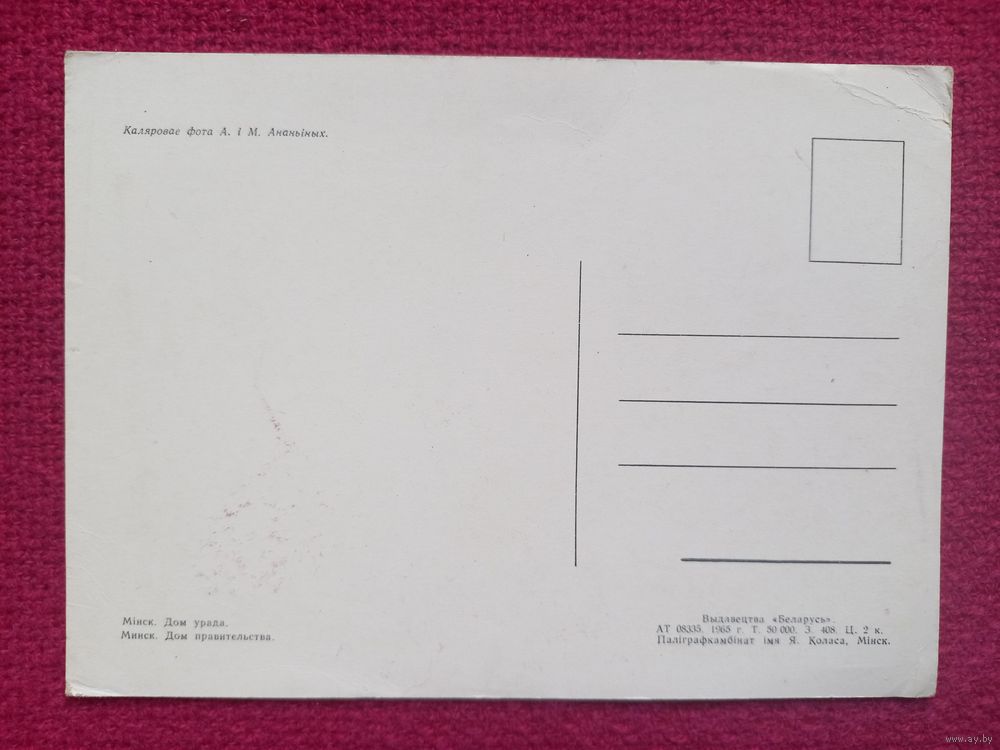 Каляровае фота А. і М. Ананьіных.
Мінск. Дом урада.
Минск. Дом правительства.
Выдавецтва «Беларусь».
АТ 08335. 1965 г. Т. 50 000. З. 408. Ц. 2 к.
Паліграфкамбінат імя Я. Коласа, Мінск.
www.ay.by